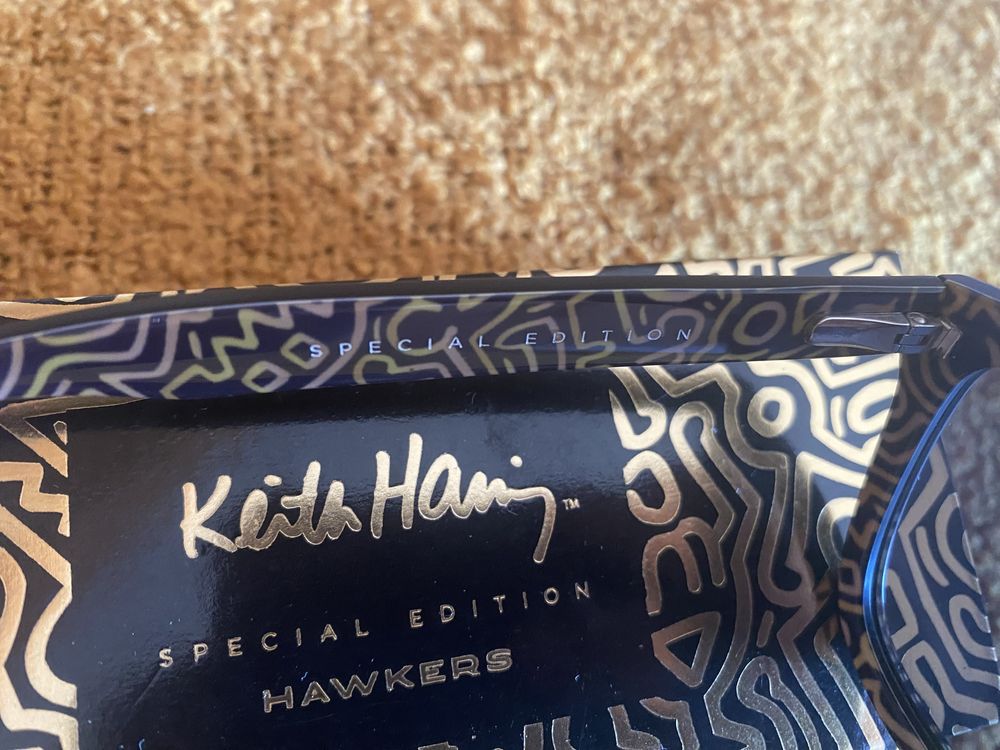 SPECIAL EDITION
Keith Haring™
SPECIAL EDITION
HAWKERS